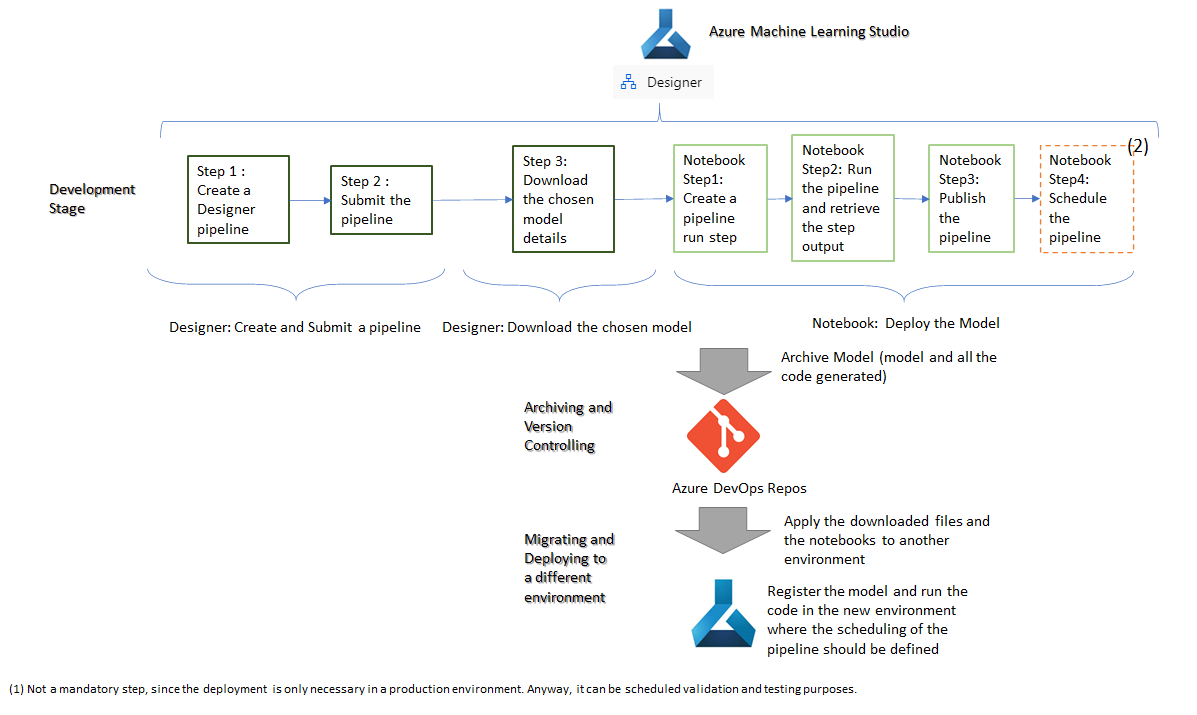 Azure Machine Learning Studio
Designer
(2)
Development
Stage
Step 1 :
Create a
Designer
pipeline
Step 2 :
Submit the
pipeline
Step 3:
Download
the chosen
model
details
Notebook
Step1:
Create a
pipeline
run step
Notebook
Step2: Run
the pipeline
and retrieve
the step
output
Notebook
Step3:
Publish
the
pipeline
Notebook
Step4:
Schedule
the
pipeline
Designer: Create and Submit a pipeline
Designer: Download the chosen model
Notebook: Deploy the Model
Archive Model (model and all the
code generated)
Archiving and
Version
Controlling
Azure DevOps Repos
Migrating and
Deploying to
a different
environment
Apply the downloaded files and
the notebooks to another
environment
Register the model and run the
code in the new environment
where the scheduling of the
pipeline should be defined
(1) Not a mandatory step, since the deployment is only necessary in a production environment. Anyway, it can be scheduled validation and testing purposes.